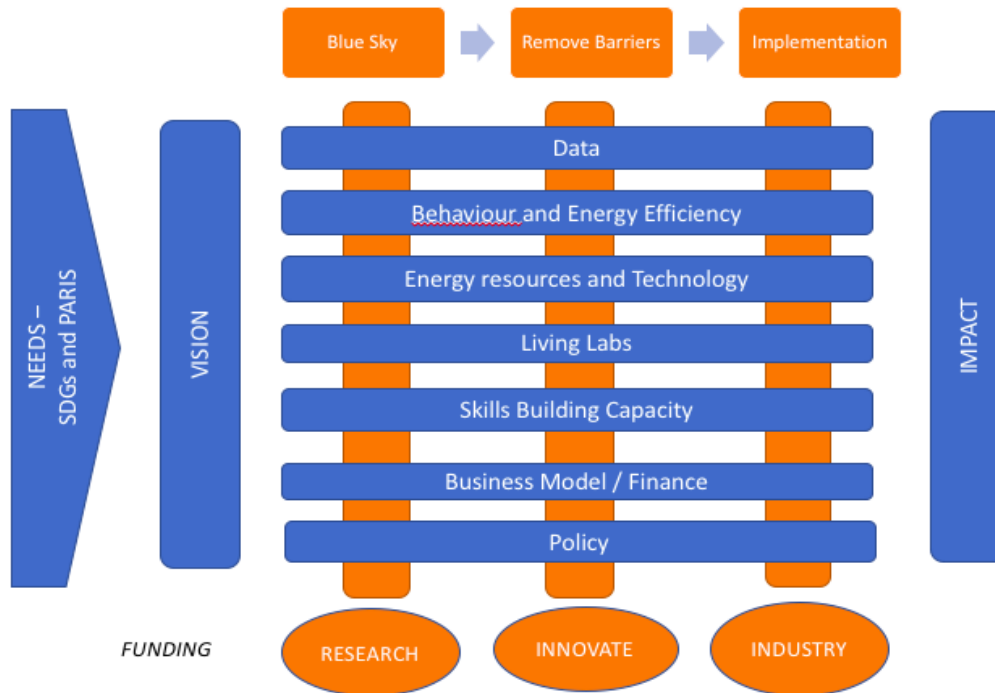 Blue Sky
Remove Barriers
Implementation
NEEDS –
SDGs and PARIS
VISION
Data
Behaviour and Energy Efficiency
Energy resources and Technology
Living Labs
Skills Building Capacity
Business Model / Finance
Policy
IMPACT
FUNDING
RESEARCH
INNOVATE
INDUSTRY